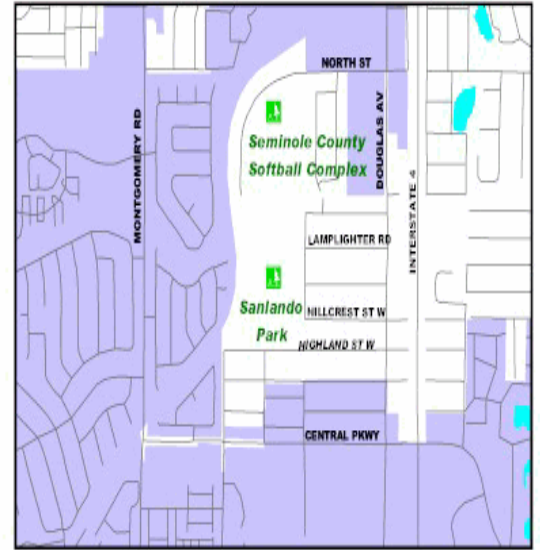 NORTH ST
MONTGOMERY RD
DOUGLAS AV
Seminole County
Softball Complex
INTERSTATE 4
LAMPLIGHTER RD
Sanlando
Park
HILLCREST ST W
HIGHLAND ST W
CENTRAL PKWY